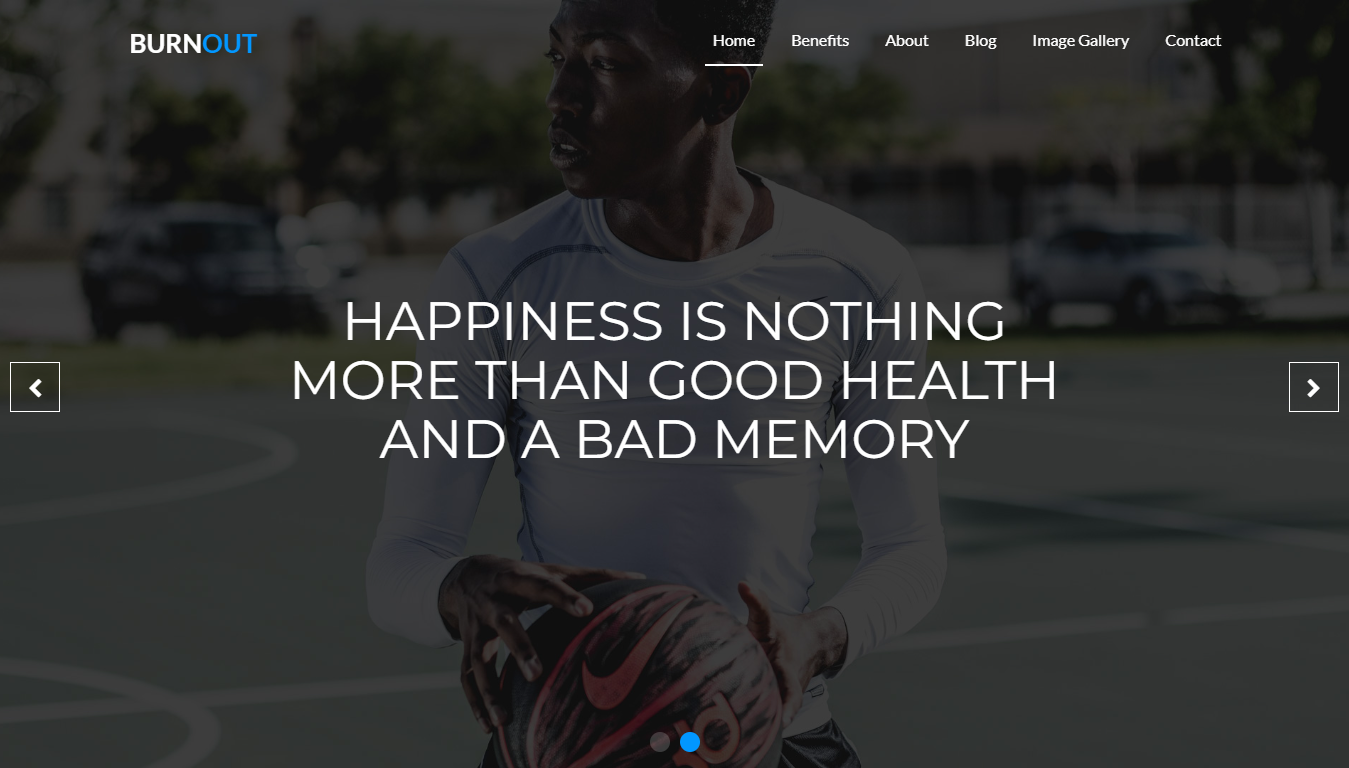 BURNOUT
Home Benefits About Blog Image Gallery Contact
HAPPINESS IS NOTHING
MORE THAN GOOD HEALTH
AND A BAD MEMORY